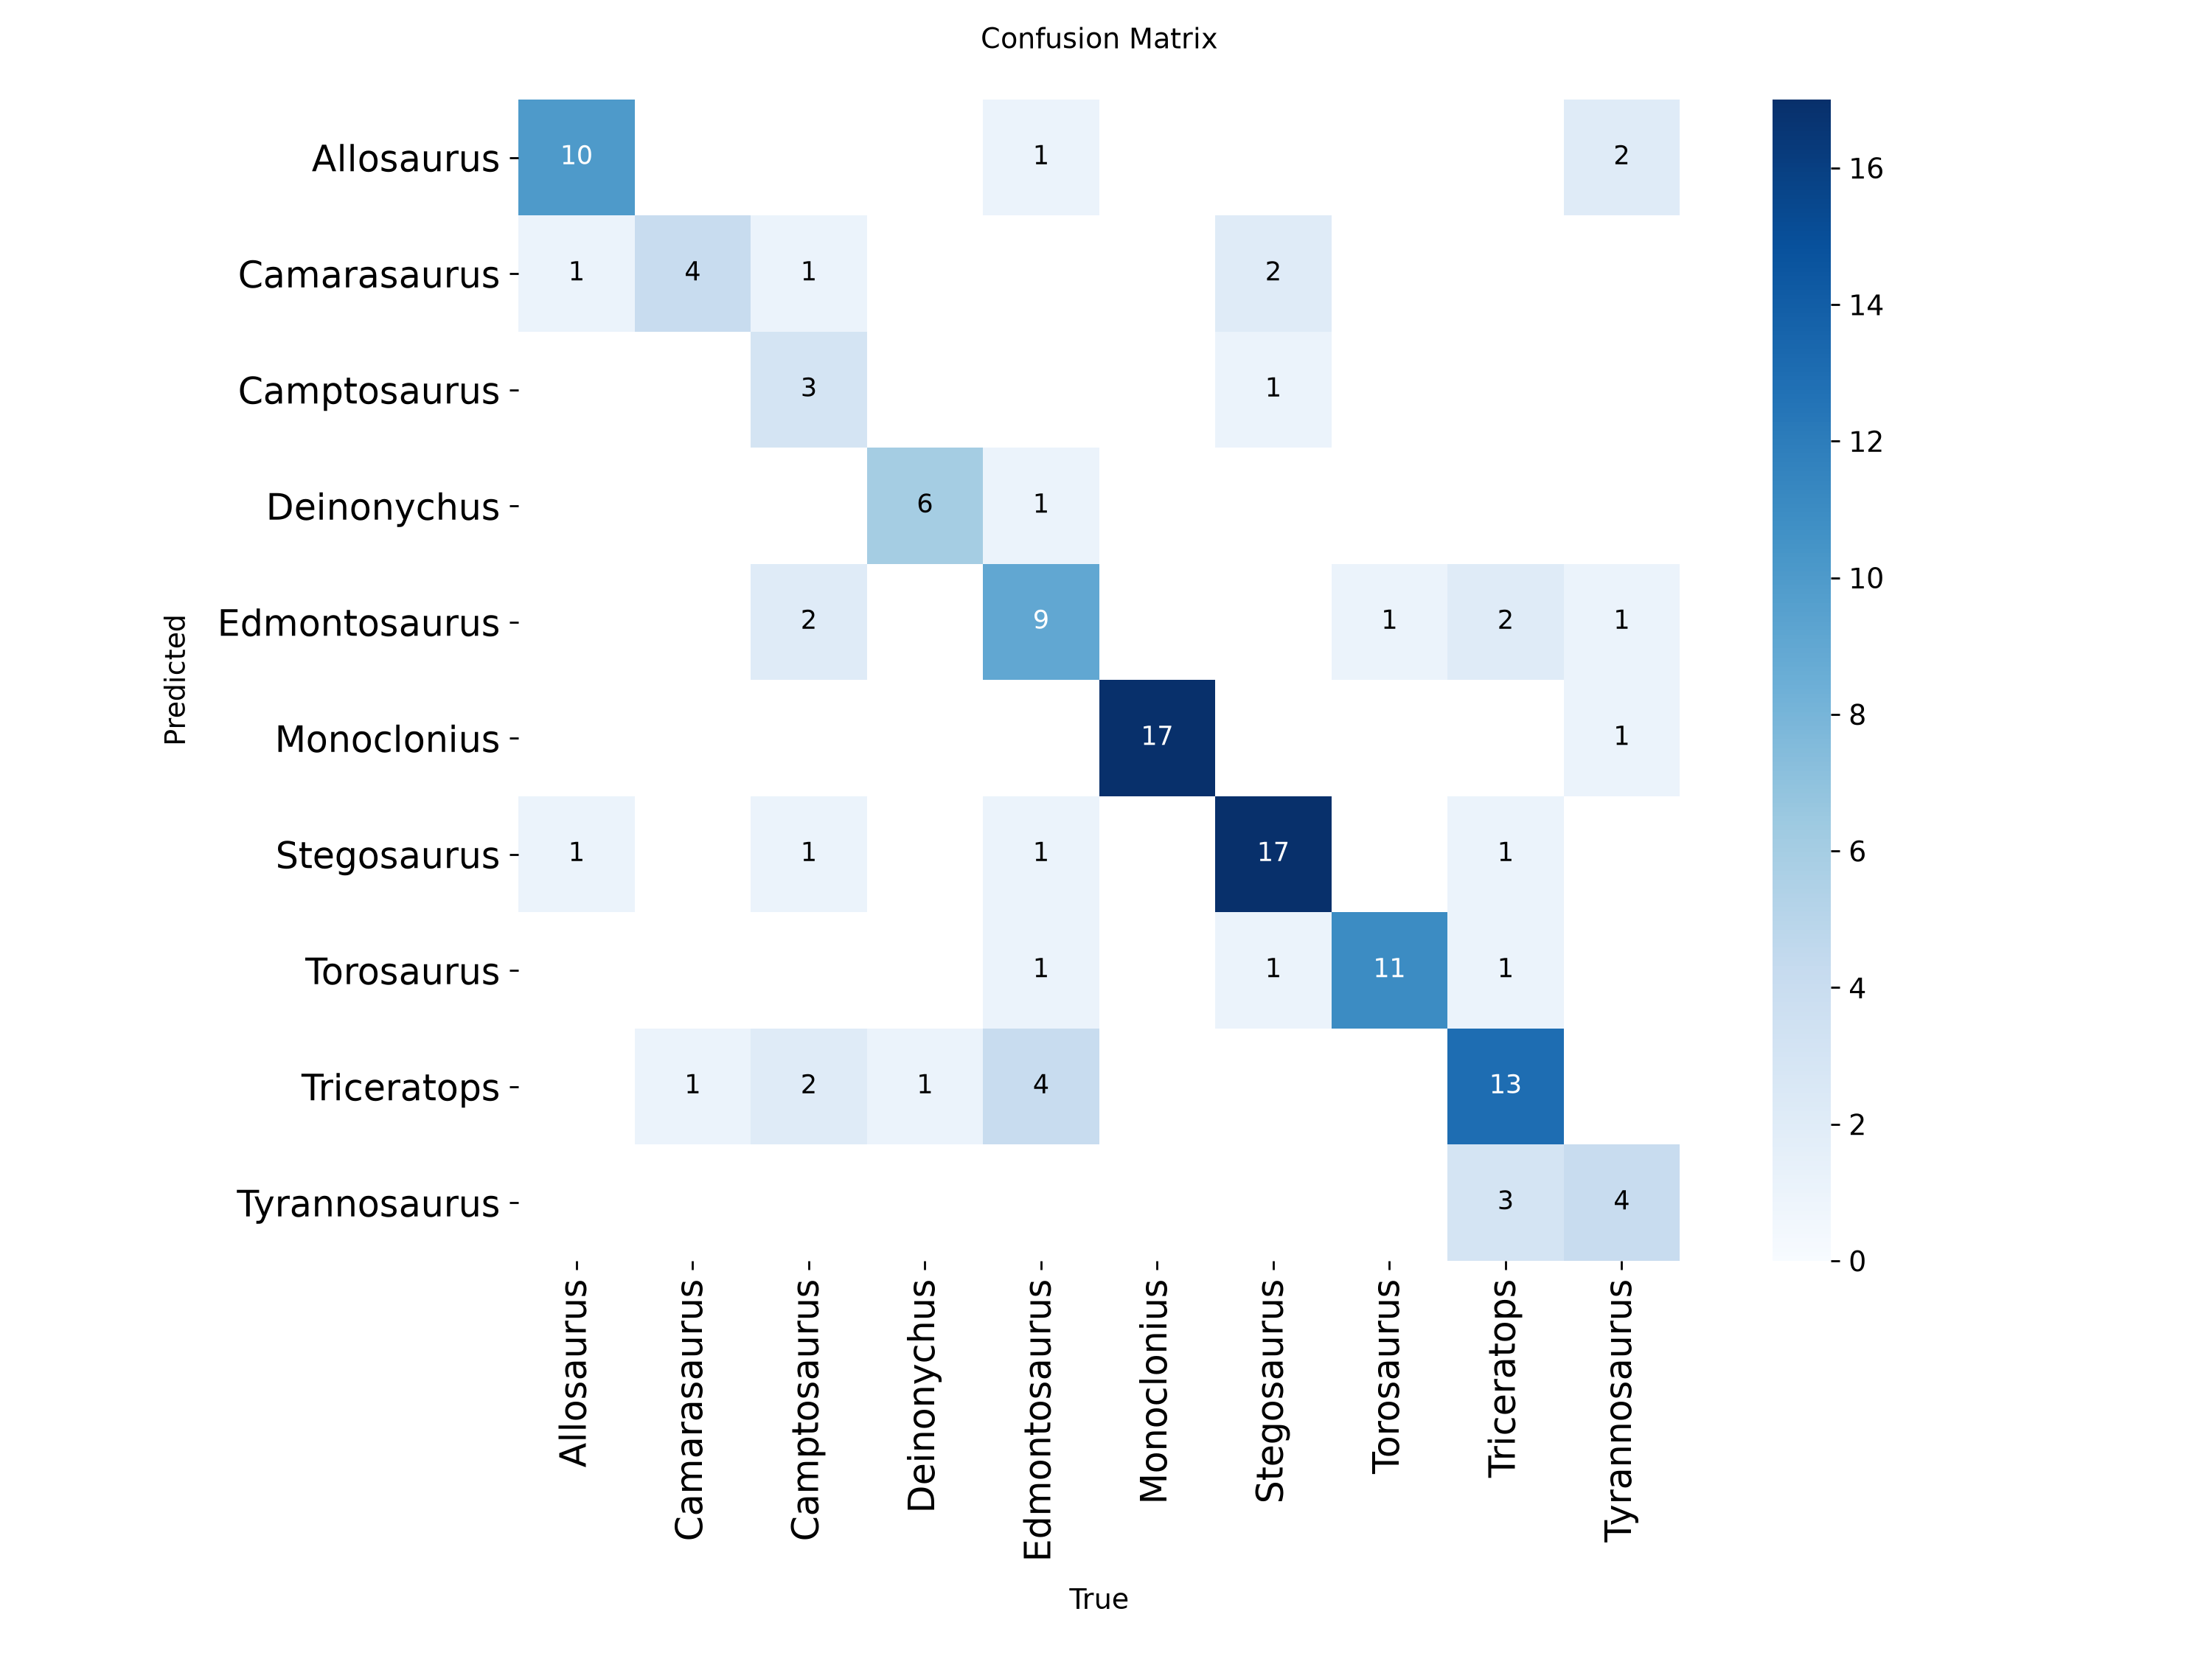 Confusion Matrix
Allosaurus 10 1 2
Camarasaurus 1 4 1 2
Camptosaurus 3 1
Deinonychus 6 1
Edmontosaurus 2 9 1 2 1
Monoclonius 17 1
Stegosaurus 1 1 1 17 1
Torosaurus 1 1 11 1
Triceratops 1 2 1 4 13
Tyrannosaurus 3 4
Predicted
Allosaurus
Camarasaurus
Camptosaurus
Deinonychus
Edmontosaurus
Monoclonius
Stegosaurus
Torosaurus
Triceratops
Tyrannosaurus
True
16
14
12
10
8
6
4
2
0